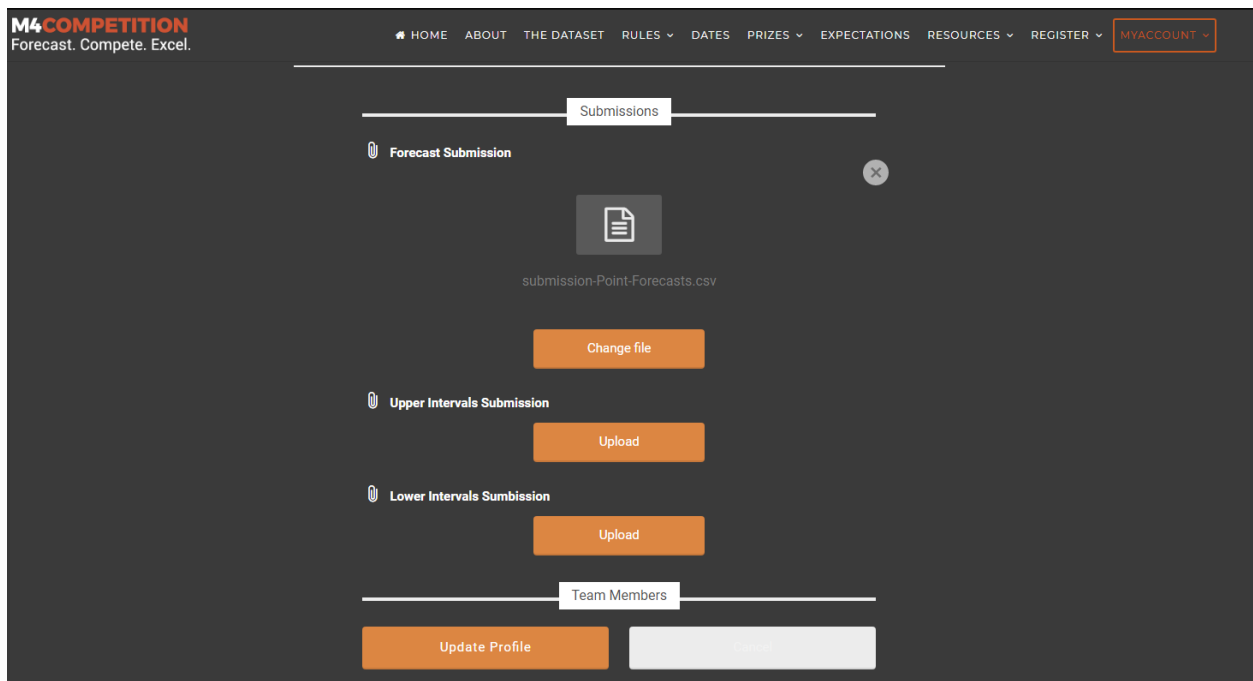 M4COMPETITION
Forecast. Compete. Excel.
HOME ABOUT THE DATASET RULES DATES PRIZES EXPECTATIONS RESOURCES REGISTER MYACCOUNT
Submissions
Forecast Submission
submission-Point-Forecasts.csv
Change file
Upper Intervals Submission
Upload
Lower Intervals Sumbission
Upload
Team Members
Update Profile Cancel